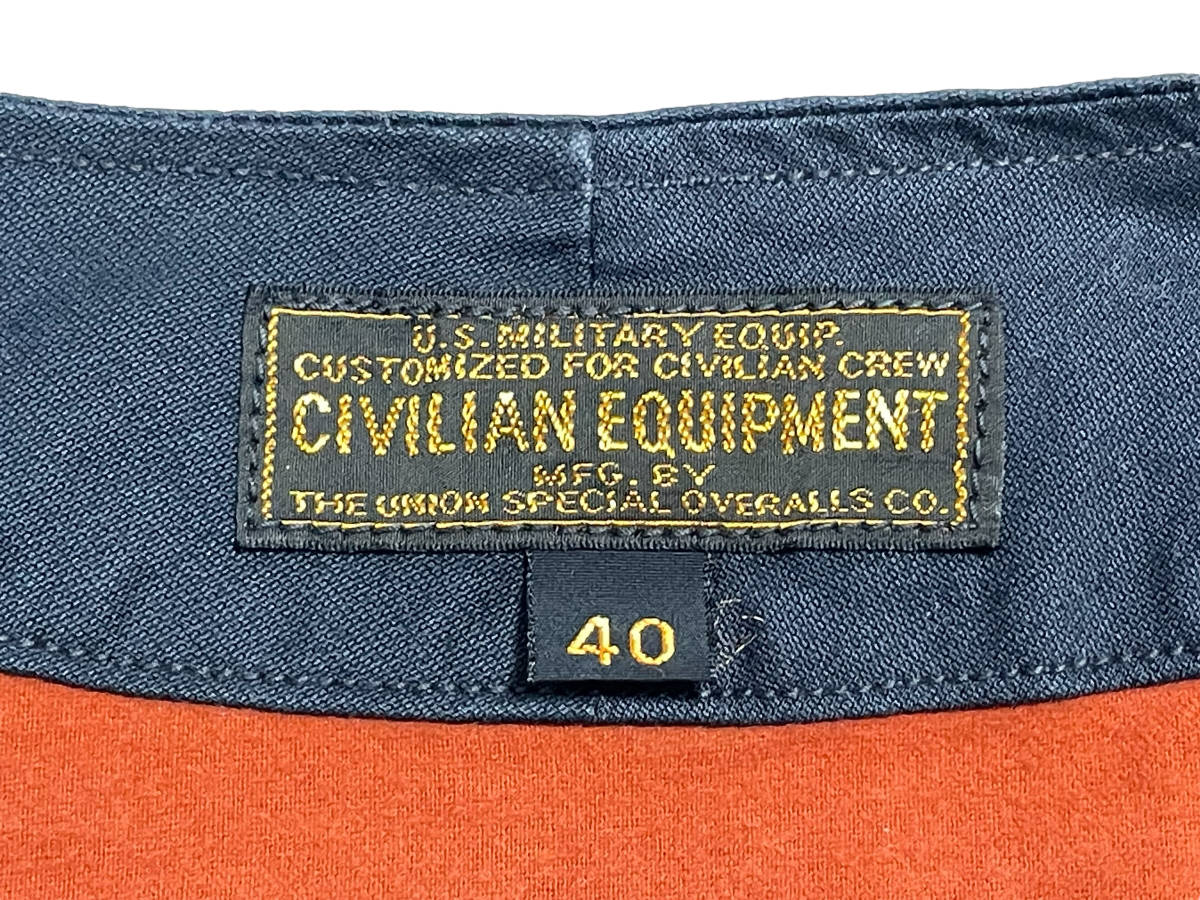 U.S. MILITARY EQUIP.
CUSTOMIZED FOR CIVILIAN CREW
CIVILIAN EQUIPMENT
MFG. BY
THE UNION SPECIAL OVERALLS CO.
40